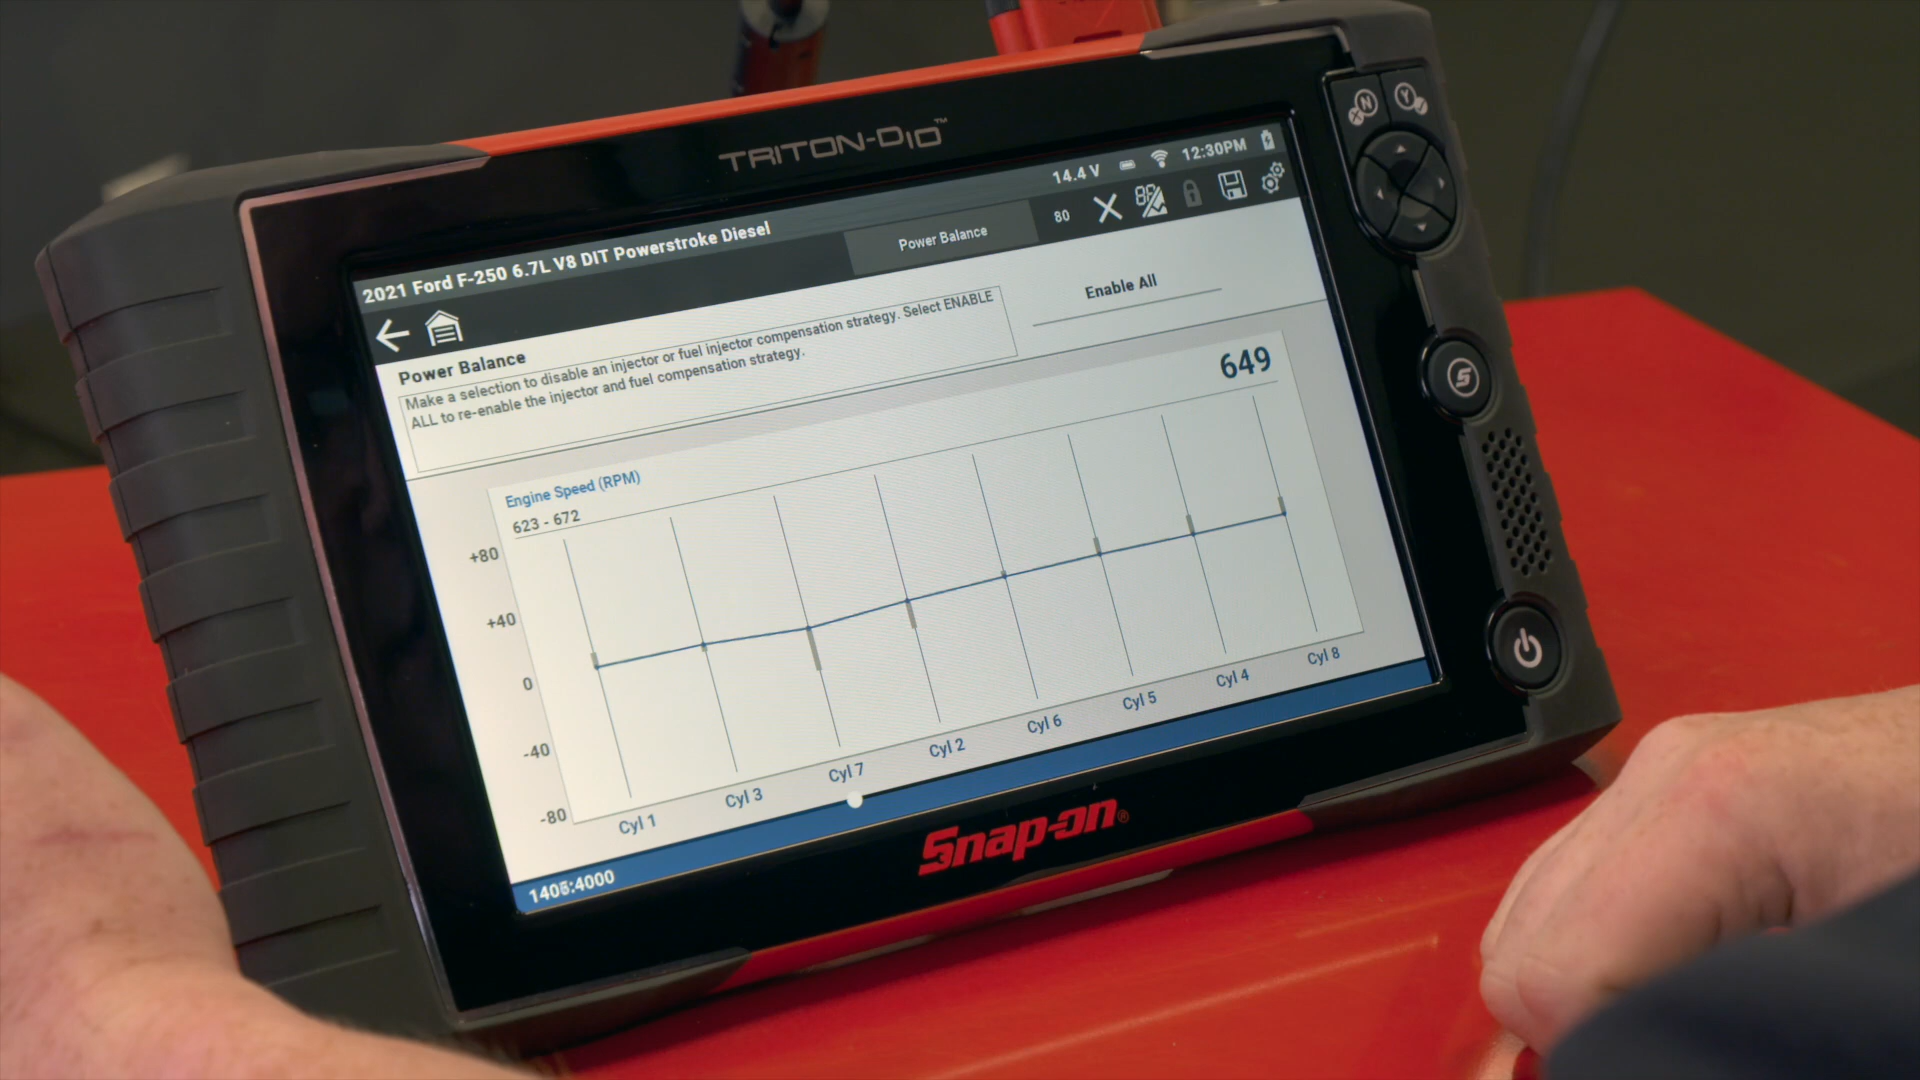 TRITON-D10™
14.4 V
12:30PM
2021 Ford F-250 6.7L V8 DIT Powerstroke Diesel
Power Balance
80
N
X
Y
Power Balance
Make a selection to disable an injector or fuel injector compensation strategy. Select ENABLE
ALL to re-enable the injector and fuel compensation strategy.
Enable All
649
Engine Speed (RPM)
623 - 672
+80
+40
0
-40
-80
Cyl 1
Cyl 3
Cyl 7
Cyl 2
Cyl 6
Cyl 5
Cyl 4
Cyl 8
S
Snap-on®